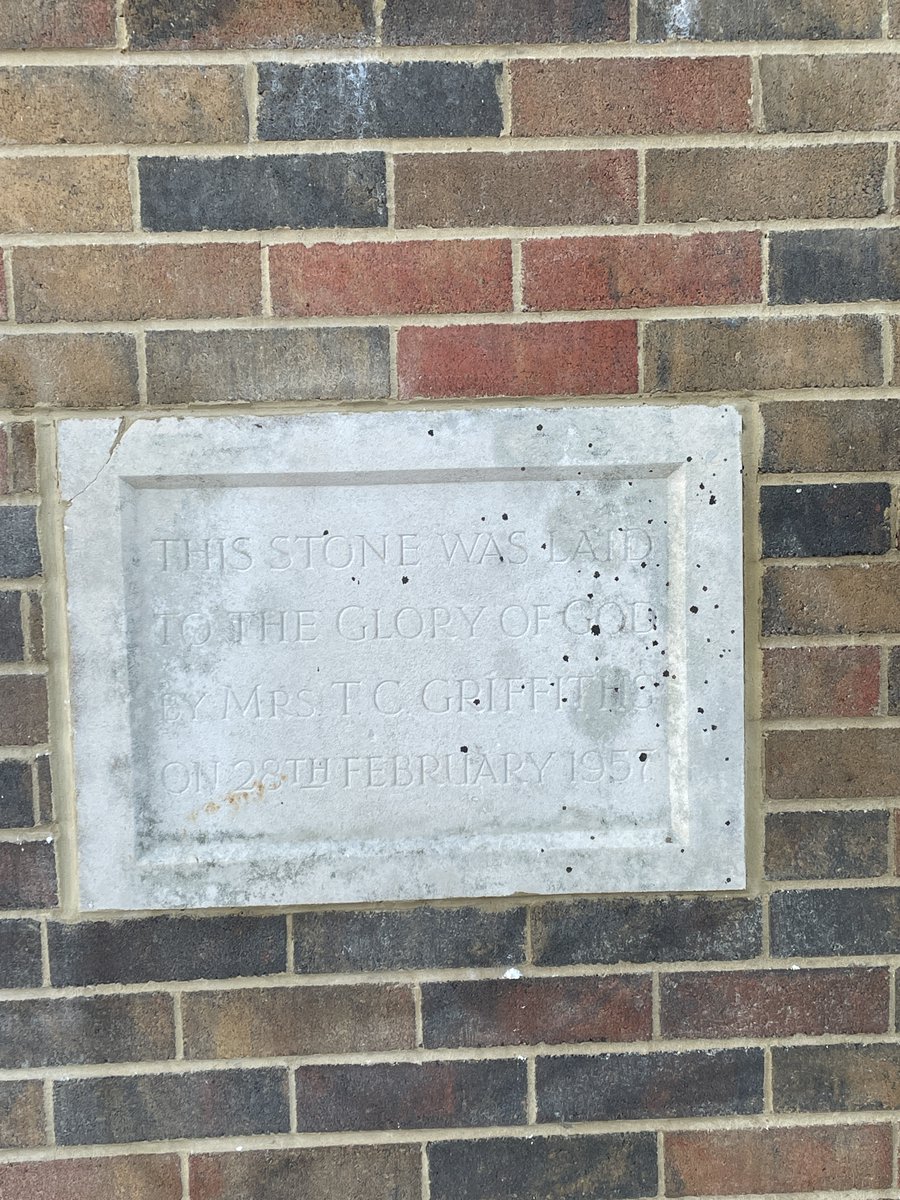 THIS STONE WAS LAID
TO THE GLORY OF GOD
BY MRS. T C. GRIFFITHS
ON 28TH FEBRUARY 1957.